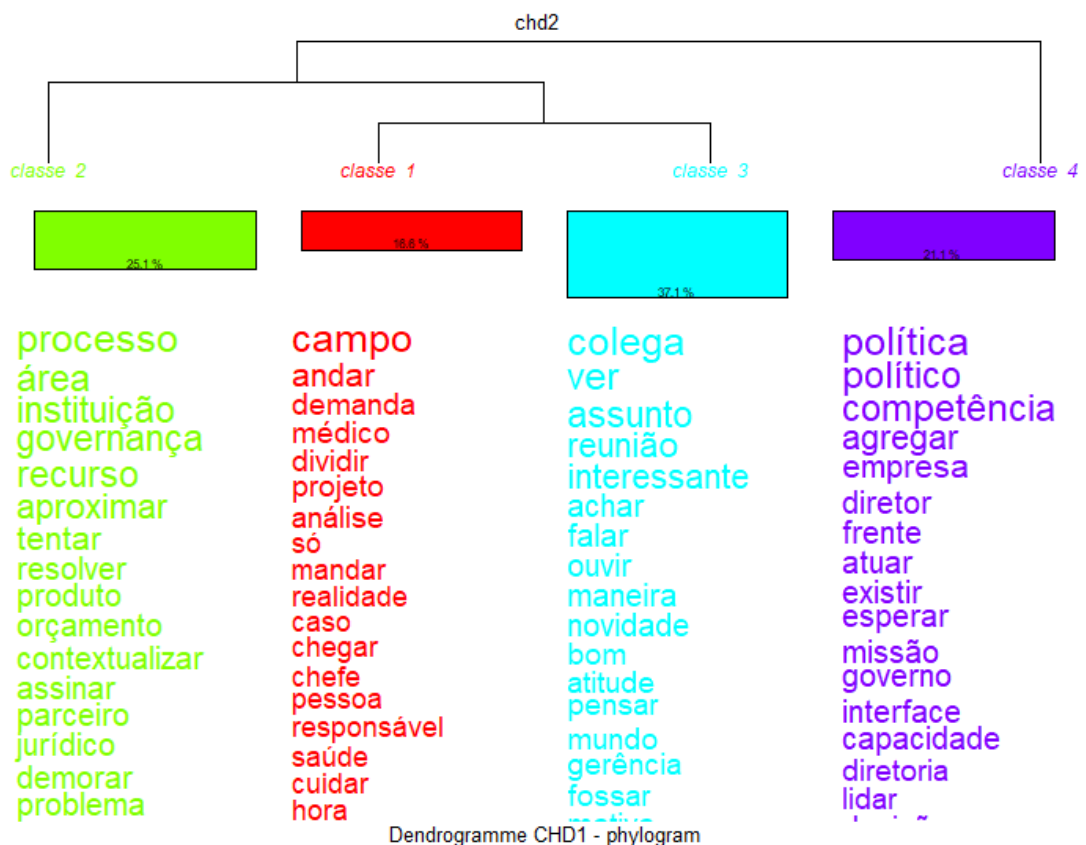 chd2
classe 2
classe 1
classe 3
classe 4
25.1 %
16.6 %
37.1 %
21.1 %
processo
área
instituição
governança
recurso
aproximar
tentar
resolver
produto
orçamento
contextualizar
assinar
parceiro
jurídico
demorar
problema
campo
andar
demanda
médico
dividir
projeto
análise
só
mandar
realidade
caso
chegar
chefe
pessoa
responsável
saúde
cuidar
hora
colega
ver
assunto
reunião
interessante
achar
falar
ouvir
maneira
novidade
bom
atitude
pensar
mundo
gerência
fossar
política
político
competência
agregar
empresa
diretor
frente
atuar
existir
esperar
missão
governo
interface
capacidade
diretoria
lidar
Dendrogramme CHD1 - phylogram